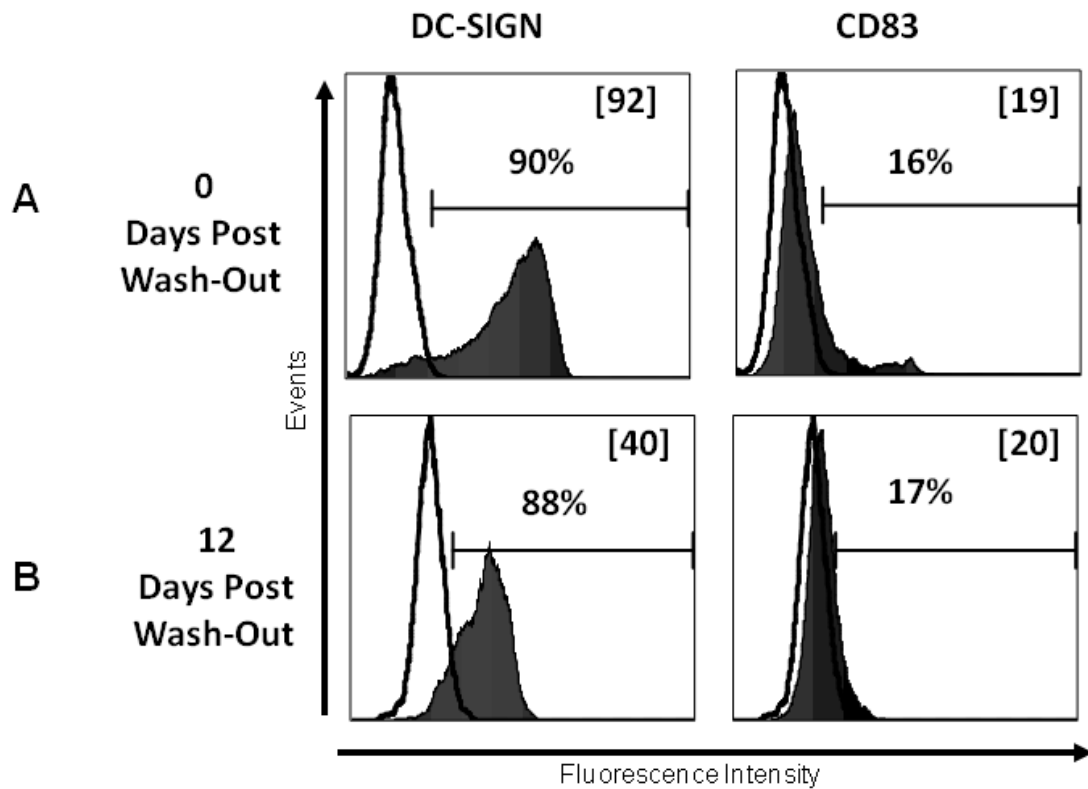 DC-SIGN
CD83
A
0
Days Post
Wash-Out
[92]
90%
[19]
16%
Events
B
12
Days Post
Wash-Out
[40]
88%
[20]
17%
Fluorescence Intensity